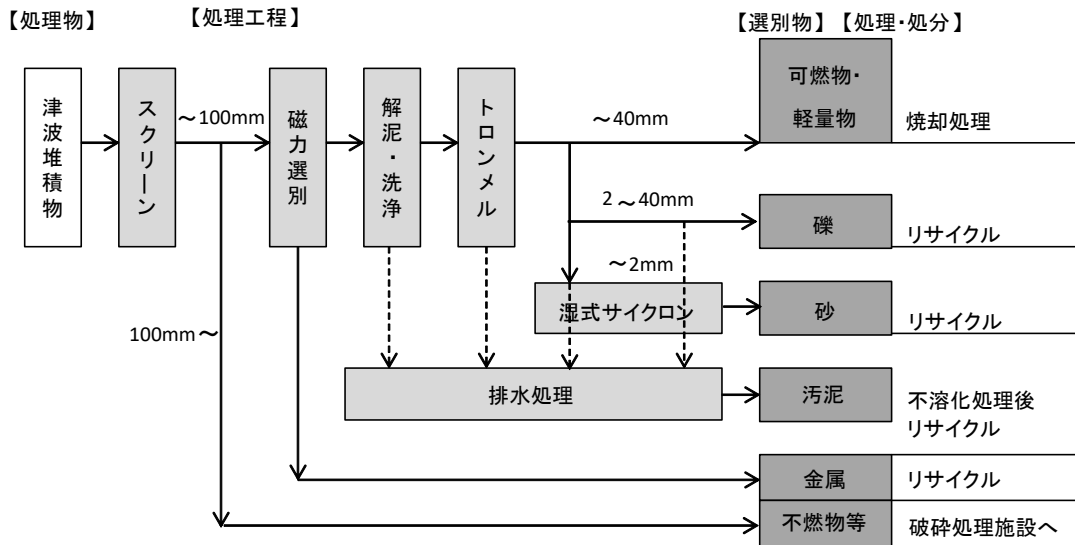 【処理物】
【処理工程】
【選別物】【処理・処分】
津波堆積物
スクリーン
～100mm
磁力選別
解泥・洗浄
トロンメル
～40mm
可燃物・
軽量物
焼却処理
2～40mm
礫
リサイクル
～2mm
湿式サイクロン
砂
リサイクル
100mm～
排水処理
汚泥
不溶化処理後
リサイクル
金属
リサイクル
不燃物等
破砕処理施設へ